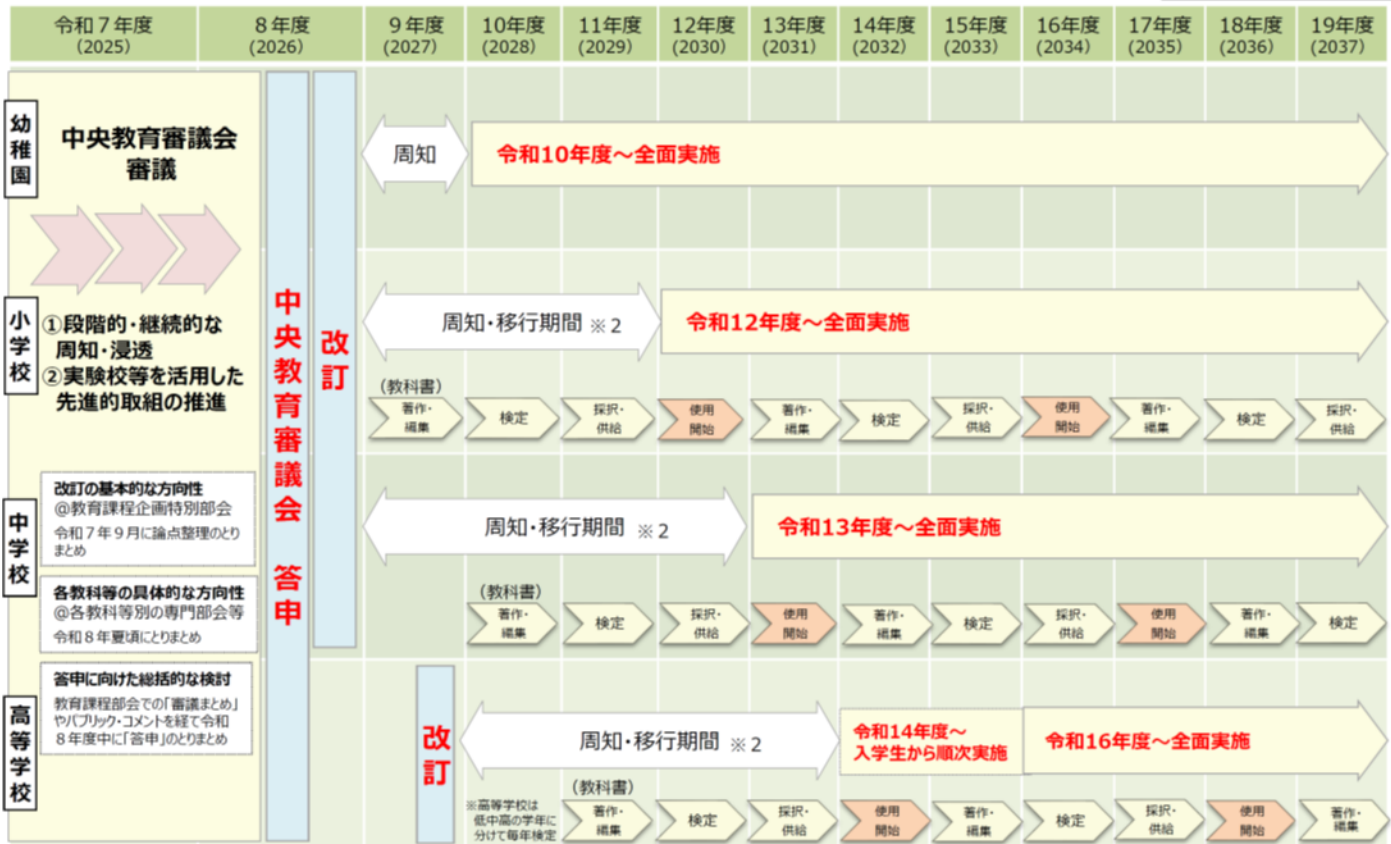 令和７年度 ８年度 ９年度 10年度 11年度 12年度 13年度 14年度 15年度 16年度 17年度 18年度 19年度
(2025) (2026) (2027) (2028) (2029) (2030) (2031) (2032) (2033) (2034) (2035) (2036) (2037)
幼稚園
中央教育審議会
審議
①段階的・継続的な
周知・浸透
②実験校等を活用した
先進的取組の推進
改訂の基本的な方向性
@教育課程企画特別部会
令和７年９月に論点整理のとり
まとめ
各教科等の具体的な方向性
@各教科等別の専門部会等
令和８年夏頃にとりまとめ
答申に向けた総括的な検討
教育課程部会での「審議まとめ」
やパブリック・コメントを経て令和
８年度中に「答申」のとりまとめ
中央教育審議会 答申
改訂
周知
令和10年度～全面実施
小学校
周知・移行期間 ※２
令和12年度～全面実施
(教科書)
著作・
編集
検定
採択・
供給
使用
開始
著作・
編集
検定
採択・
供給
使用
開始
著作・
編集
検定
採択・
供給
中学校
周知・移行期間 ※２
令和13年度～全面実施
(教科書)
著作・
編集
検定
採択・
供給
使用
開始
著作・
編集
検定
採択・
供給
使用
開始
著作・
編集
検定
高等学校
改訂
周知・移行期間 ※２
令和14年度～
入学生から順次実施
令和16年度～全面実施
※高等学校は
低中高の学年に
分けて毎年検定
(教科書)
著作・
編集
検定
採択・
供給
使用
開始
著作・
編集
検定
採択・
供給
使用
開始
著作・
編集